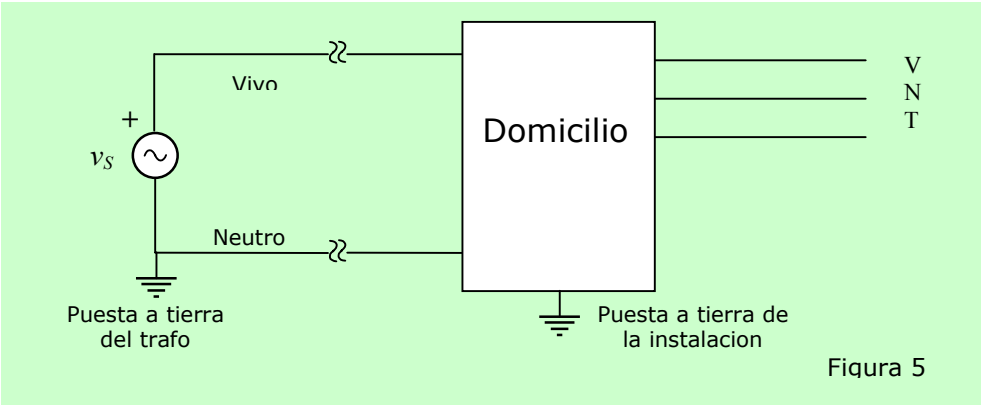 Vivo
+
vS
Domicilio
V
N
T
Neutro
Puesta a tierra
del trafo
Puesta a tierra de
la instalacion
Figura 5